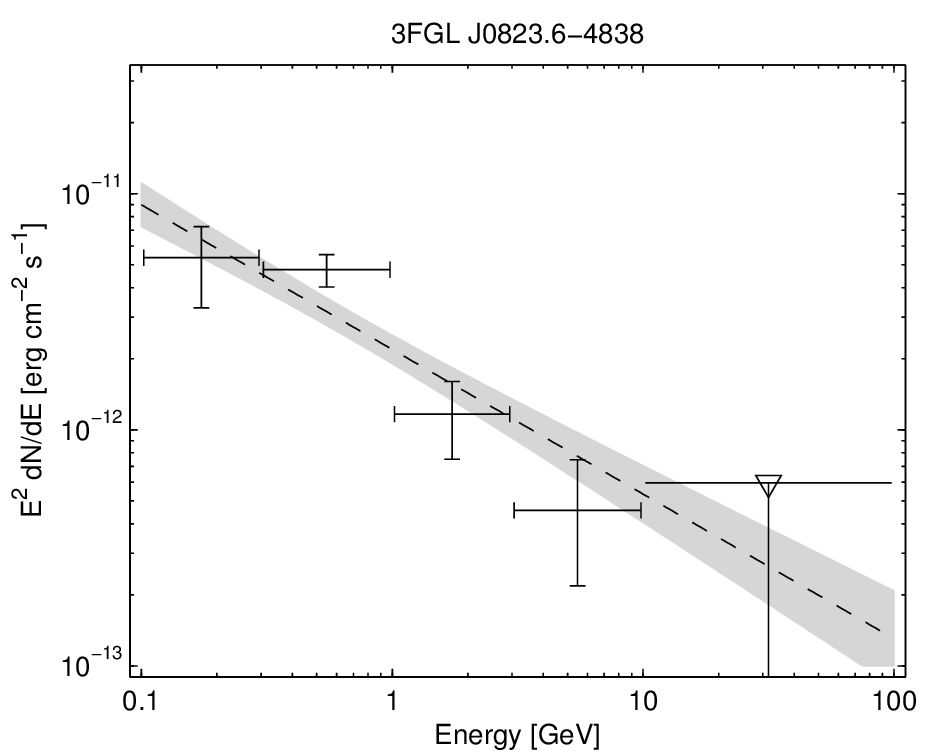 3FGL J0823.6−4838
E² dN/dE [erg cm⁻² s⁻¹]
10⁻¹¹
10⁻¹²
10⁻¹³
0.1 1 10 100
Energy [GeV]